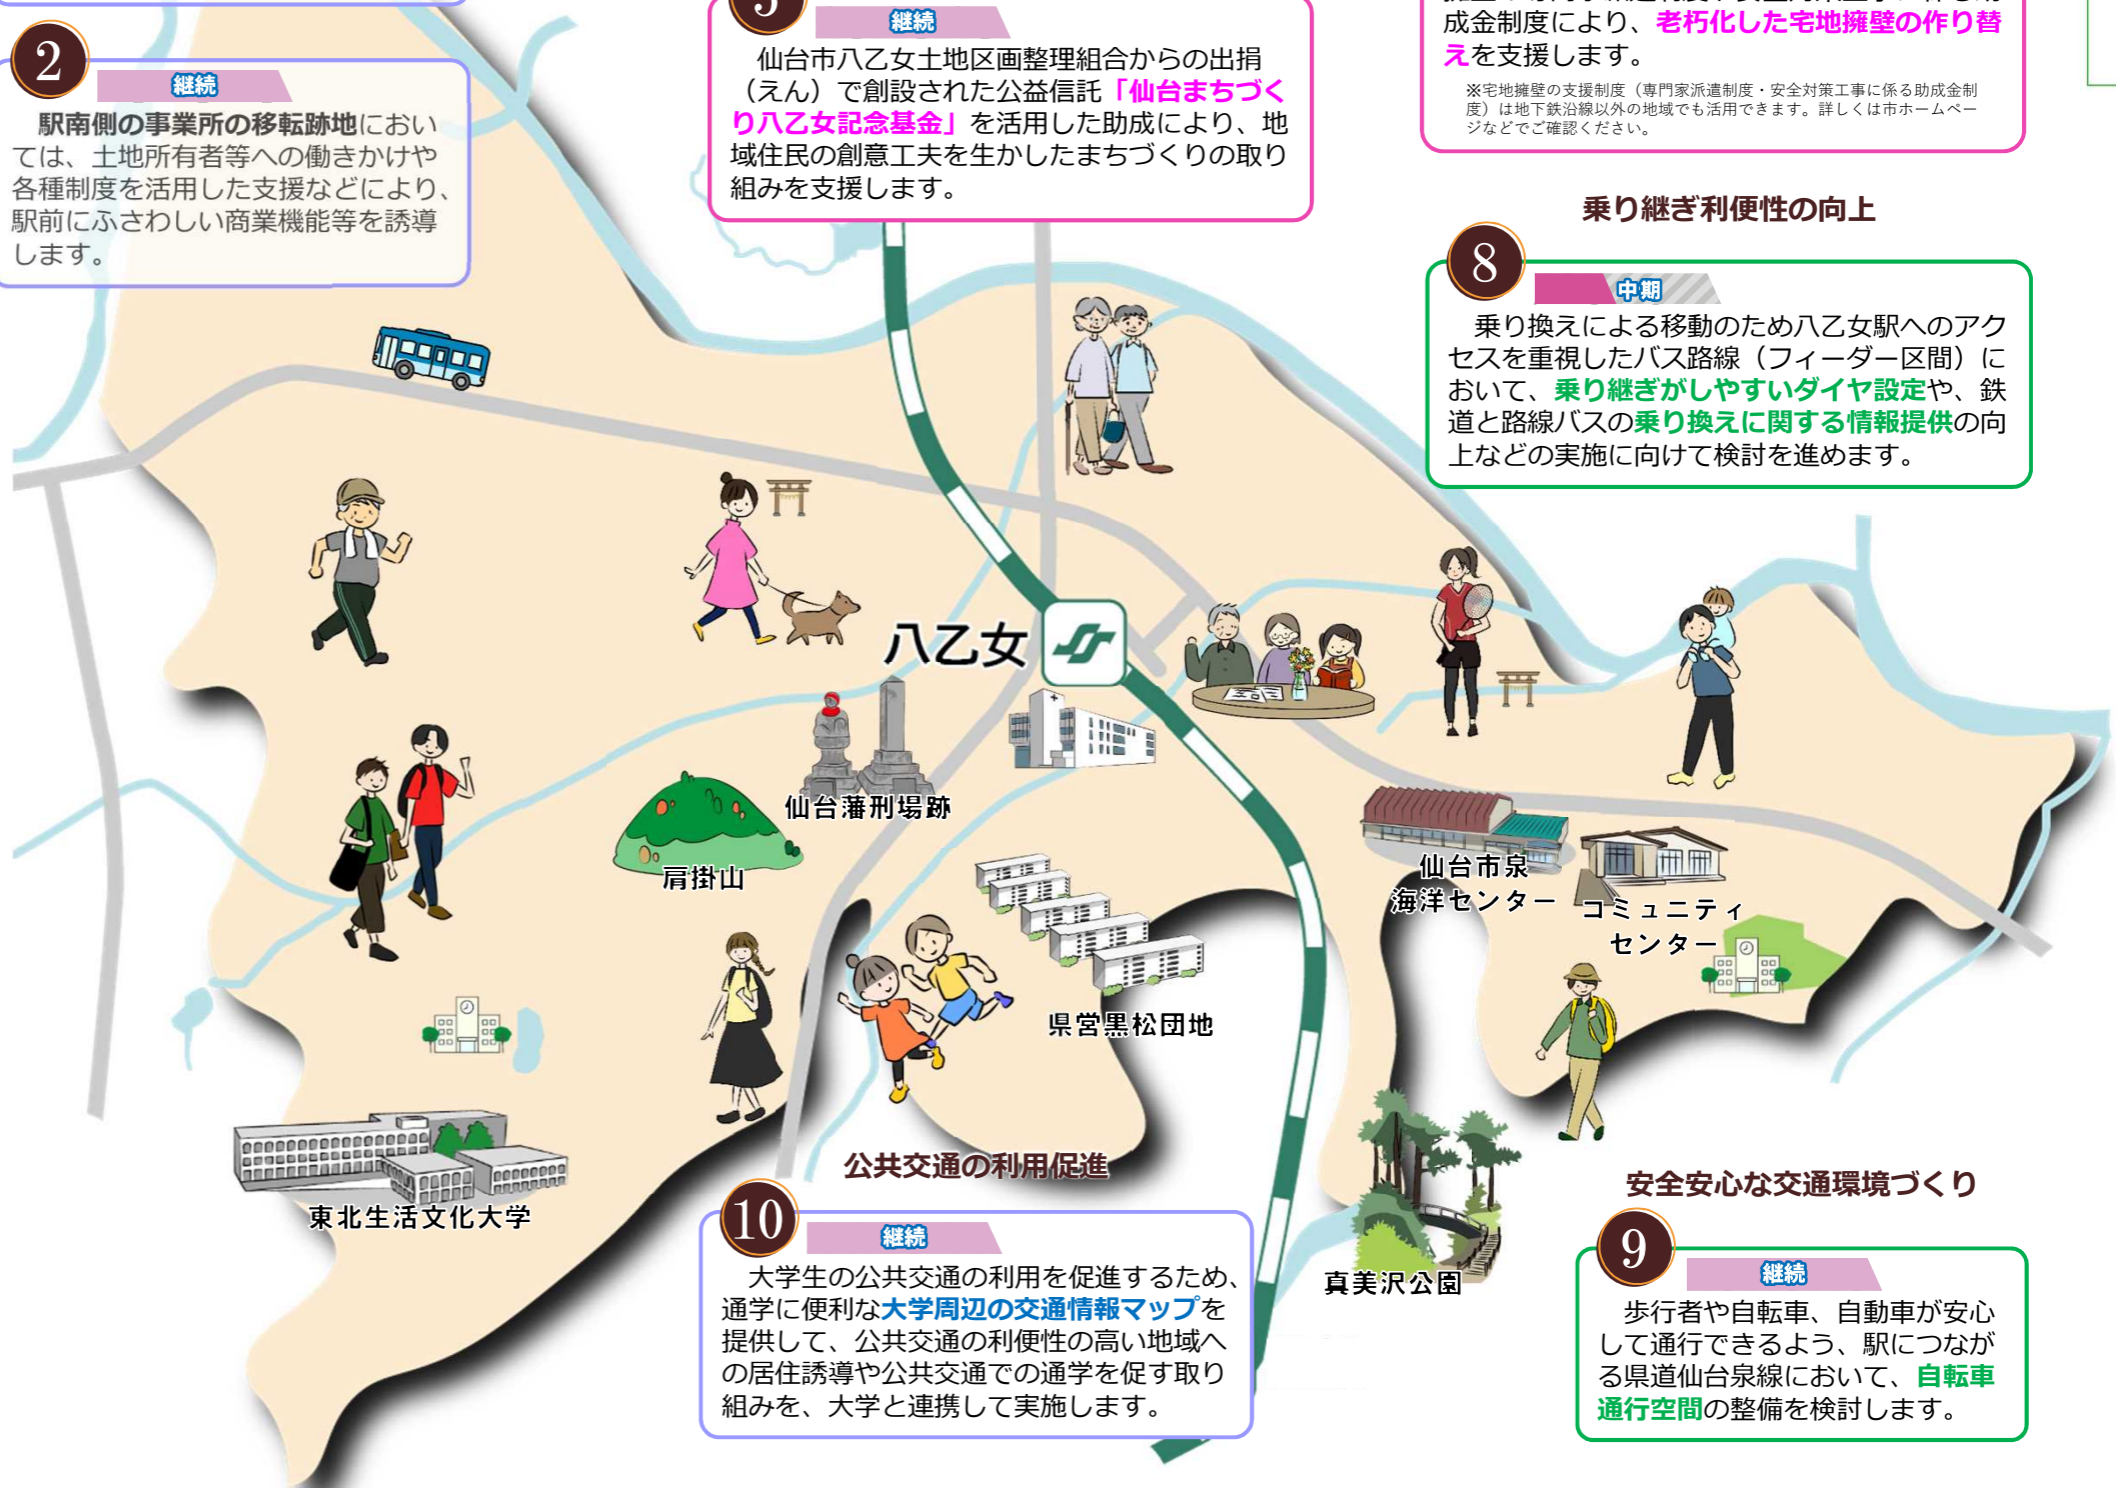 2
継続
駅南側の事業所の移転跡地におい
ては、土地所有者等への働きかけや
各種制度を活用した支援などにより、
駅前にふさわしい商業機能等を誘導
します。
継続
仙台市八乙女土地区画整理組合からの出捐
（えん）で創設された公益信託「仙台まちづく
り八乙女記念基金」を活用した助成により、地
域住民の創意工夫を生かしたまちづくりの取り
組みを支援します。
成金制度により、老朽化した宅地擁壁の作り替
えを支援します。
※宅地擁壁の支援制度（専門家派遣制度・安全対策工事に係る助成金制
度）は地下鉄沿線以外の地域でも活用できます。詳しくは市ホームペー
ジなどでご確認ください。
乗り継ぎ利便性の向上
8
中期
乗り換えによる移動のため八乙女駅へのアク
セスを重視したバス路線（フィーダー区間）に
おいて、乗り継ぎがしやすいダイヤ設定や、鉄
道と路線バスの乗り換えに関する情報提供の向
上などの実施に向けて検討を進めます。
八乙女
仙台藩刑場跡
肩掛山
仙台市泉
海洋センター
コミュニティ
センター
県営黒松団地
東北生活文化大学
真美沢公園
公共交通の利用促進
10
継続
大学生の公共交通の利用を促進するため、
通学に便利な大学周辺の交通情報マップを
提供して、公共交通の利便性の高い地域へ
の居住誘導や公共交通での通学を促す取り
組みを、大学と連携して実施します。
安全安心な交通環境づくり
9
継続
歩行者や自転車、自動車が安心
して通行できるよう、駅につなが
る県道仙台泉線において、自転車
通行空間の整備を検討します。